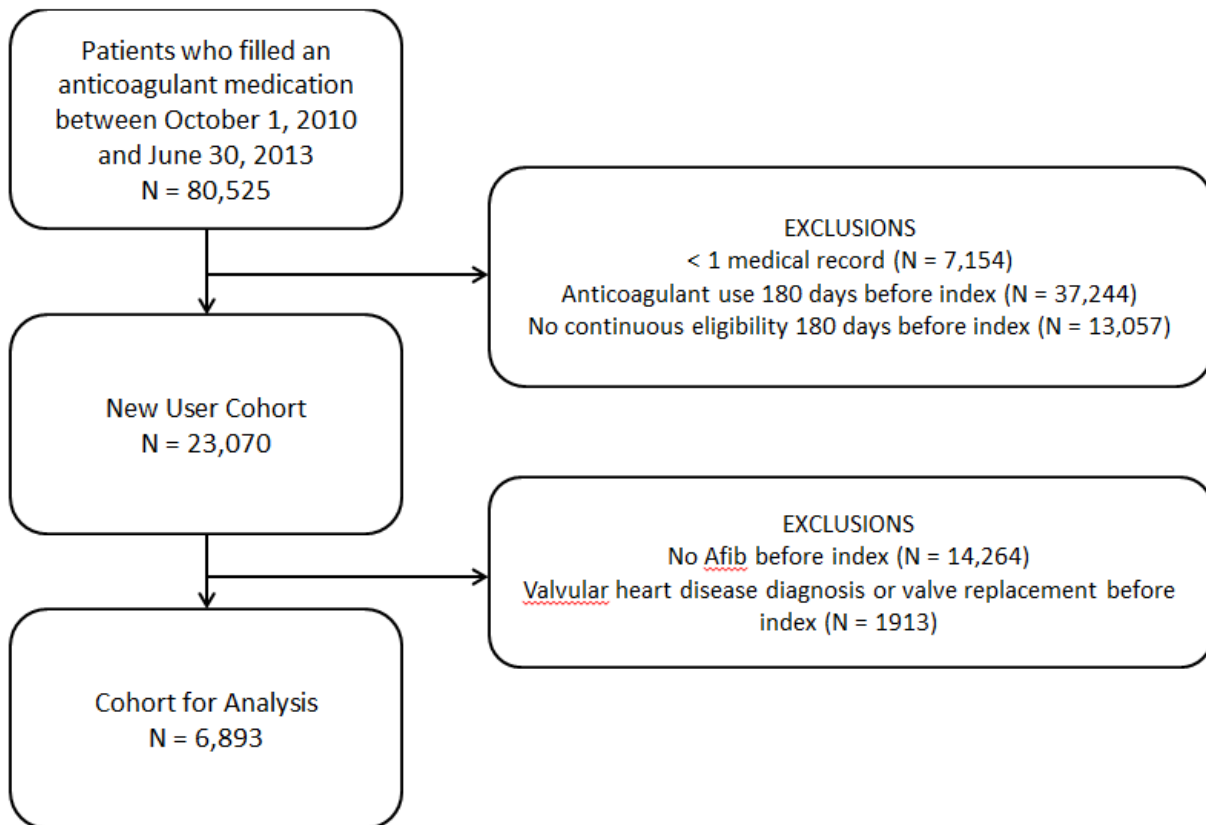 Patients who filled an
anticoagulant medication
between October 1, 2010
and June 30, 2013
N = 80,525
EXCLUSIONS
< 1 medical record (N = 7,154)
Anticoagulant use 180 days before index (N = 37,244)
No continuous eligibility 180 days before index (N = 13,057)
New User Cohort
N = 23,070
EXCLUSIONS
No Afib before index (N = 14,264)
Valvular heart disease diagnosis or valve replacement before
index (N = 1913)
Cohort for Analysis
N = 6,893